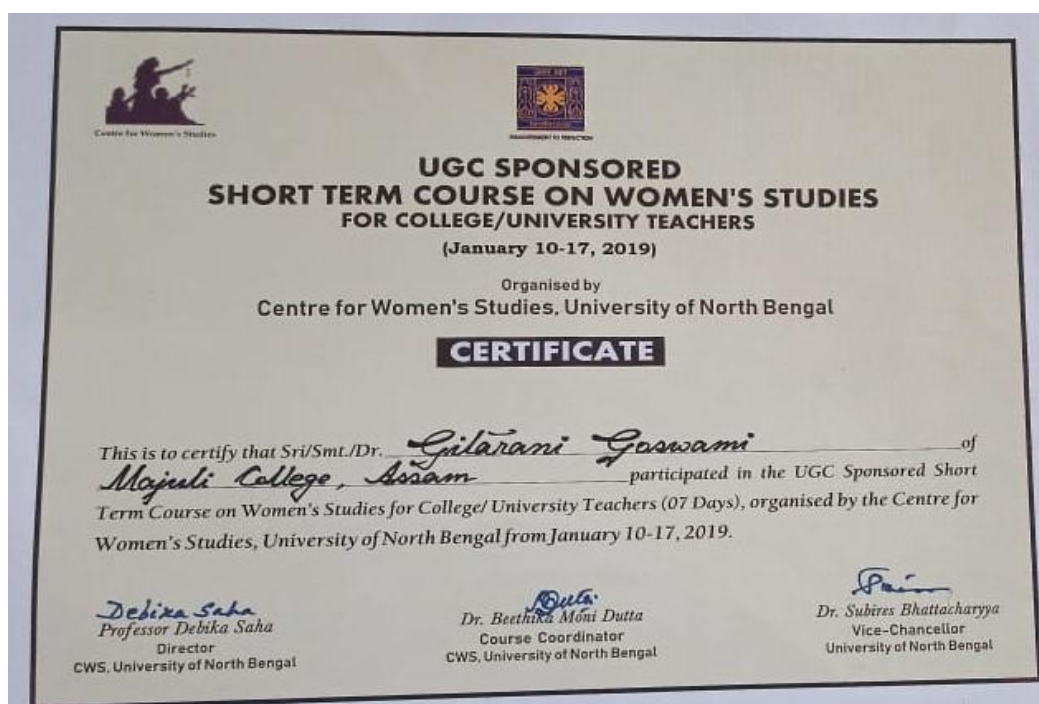 Centre for Women's Studies
UGC SPONSORED
SHORT TERM COURSE ON WOMEN'S STUDIES
FOR COLLEGE/UNIVERSITY TEACHERS
(January 10-17, 2019)
Organised by
Centre for Women's Studies, University of North Bengal
CERTIFICATE
This is to certify that Sri/Smt./Dr. Gitārani Goswami of
Majuli College, Assam participated in the UGC Sponsored Short
Term Course on Women's Studies for College/ University Teachers (07 Days), organised by the Centre for
Women's Studies, University of North Bengal from January 10-17, 2019.
Debika Saha
Professor Debika Saha
Director
CWS, University of North Bengal
Dr. Beethika Moni Dutta
Course Coordinator
CWS, University of North Bengal
Dr. Subires Bhattacharyya
Vice-Chancellor
University of North Bengal